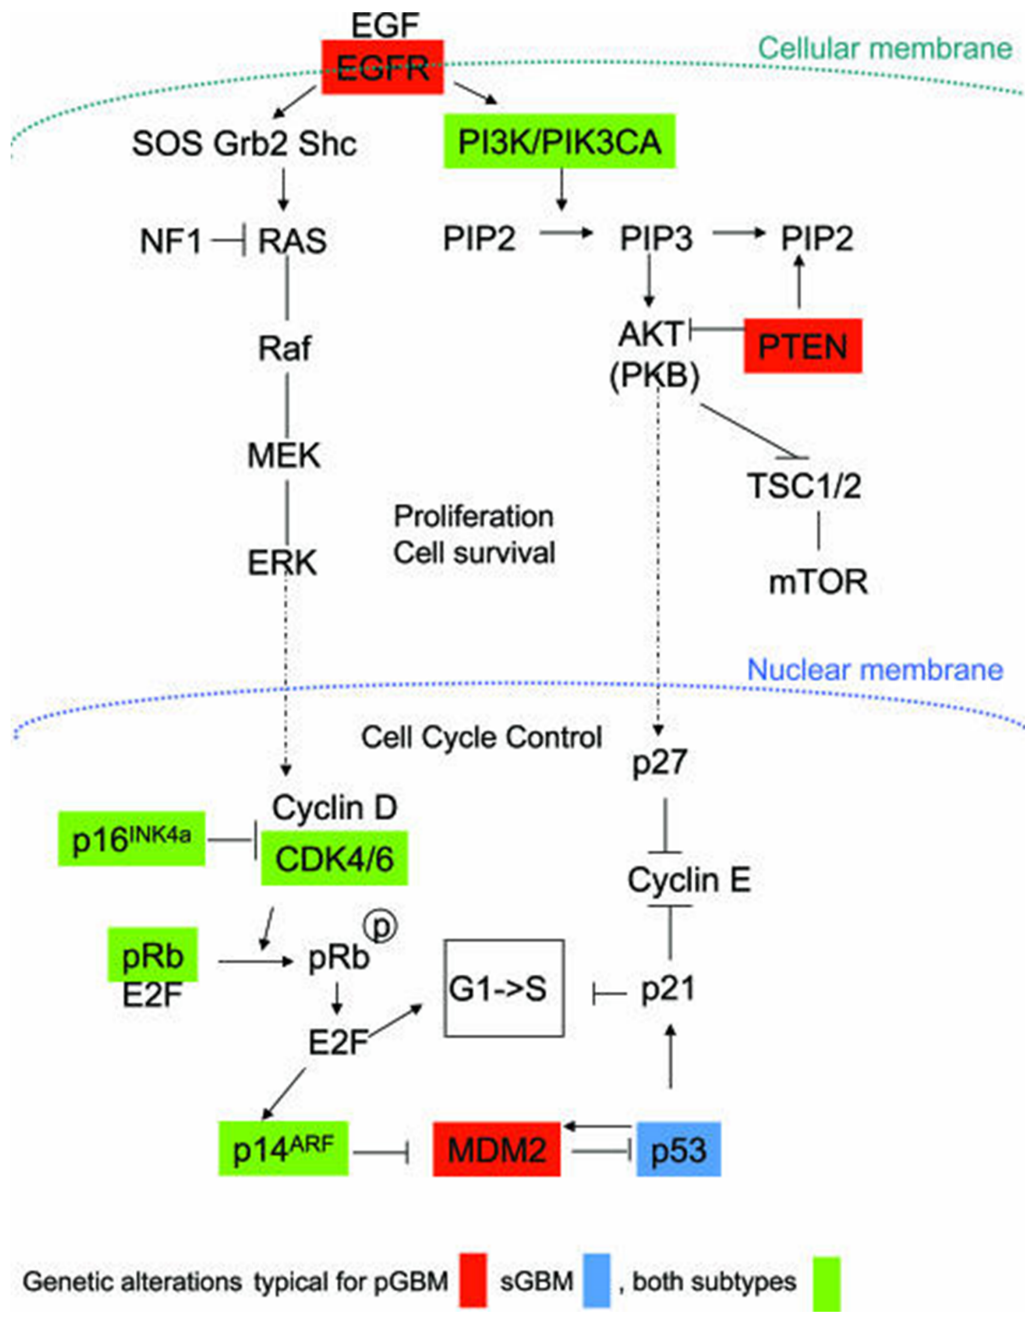 EGF
EGFR
Cellular membrane
SOS Grb2 Shc
PI3K/PIK3CA
NF1
RAS
PIP2
PIP3
PIP2
Raf
AKT
(PKB)
PTEN
MEK
TSC1/2
Proliferation
Cell survival
ERK
mTOR
Nuclear membrane
Cell Cycle Control
p27
Cyclin D
p16INK4a
CDK4/6
Cyclin E
p
pRb
E2F
pRb
G1->S
p21
E2F
p14ARF
MDM2
p53
Genetic alterations typical for pGBM sGBM , both subtypes